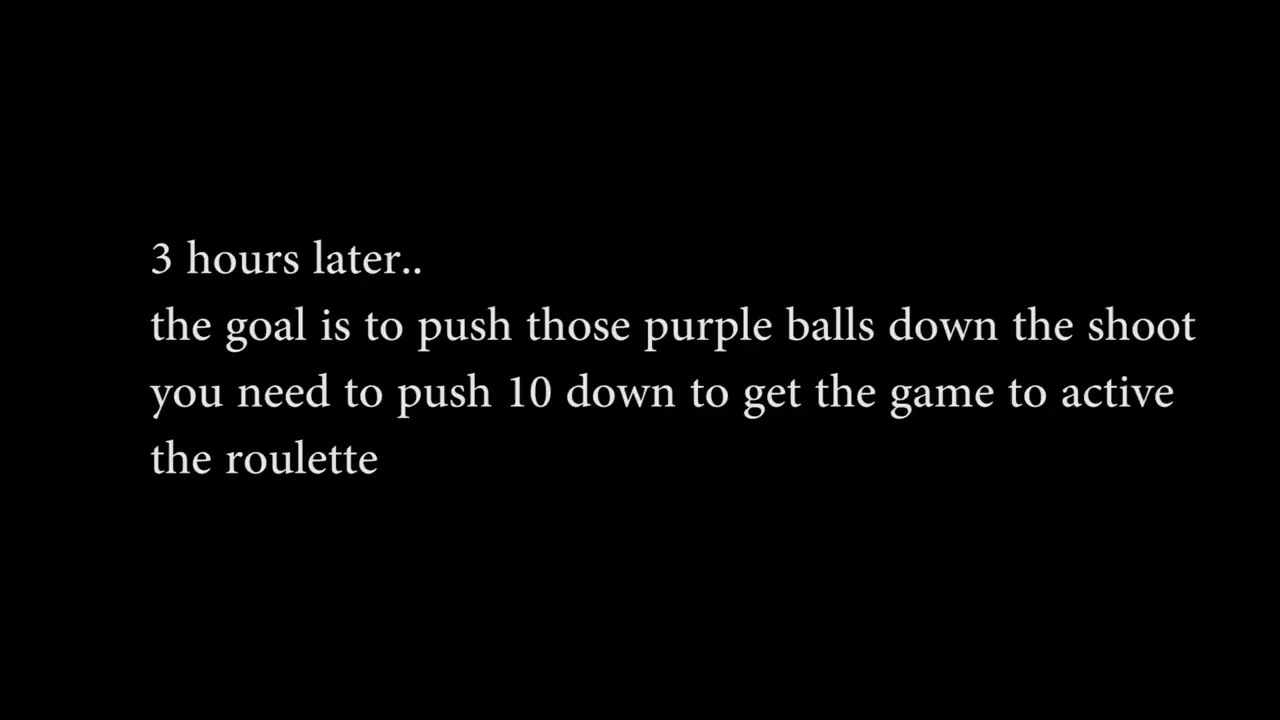 3 hours later..
the goal is to push those purple balls down the shoot
you need to push 10 down to get the game to active
the roulette